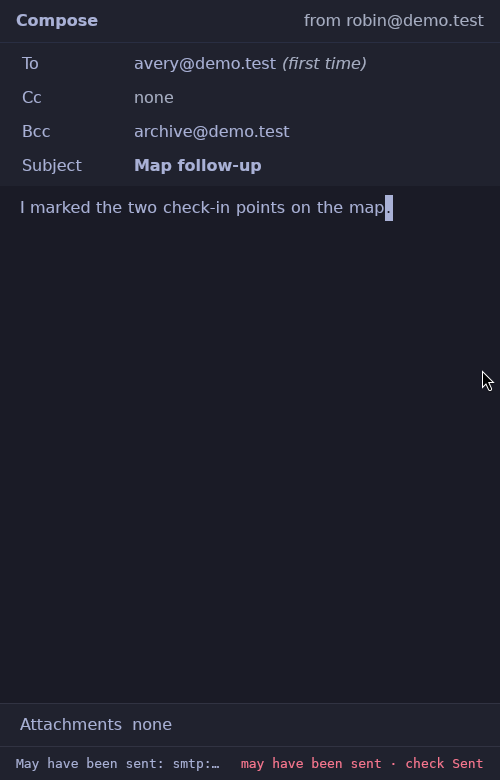 Compose from robin@demo.test
To avery@demo.test (first time)
Cc none
Bcc archive@demo.test
Subject Map follow-up
I marked the two check-in points on the map.
Attachments none
May have been sent: smtp:… may have been sent · check Sent